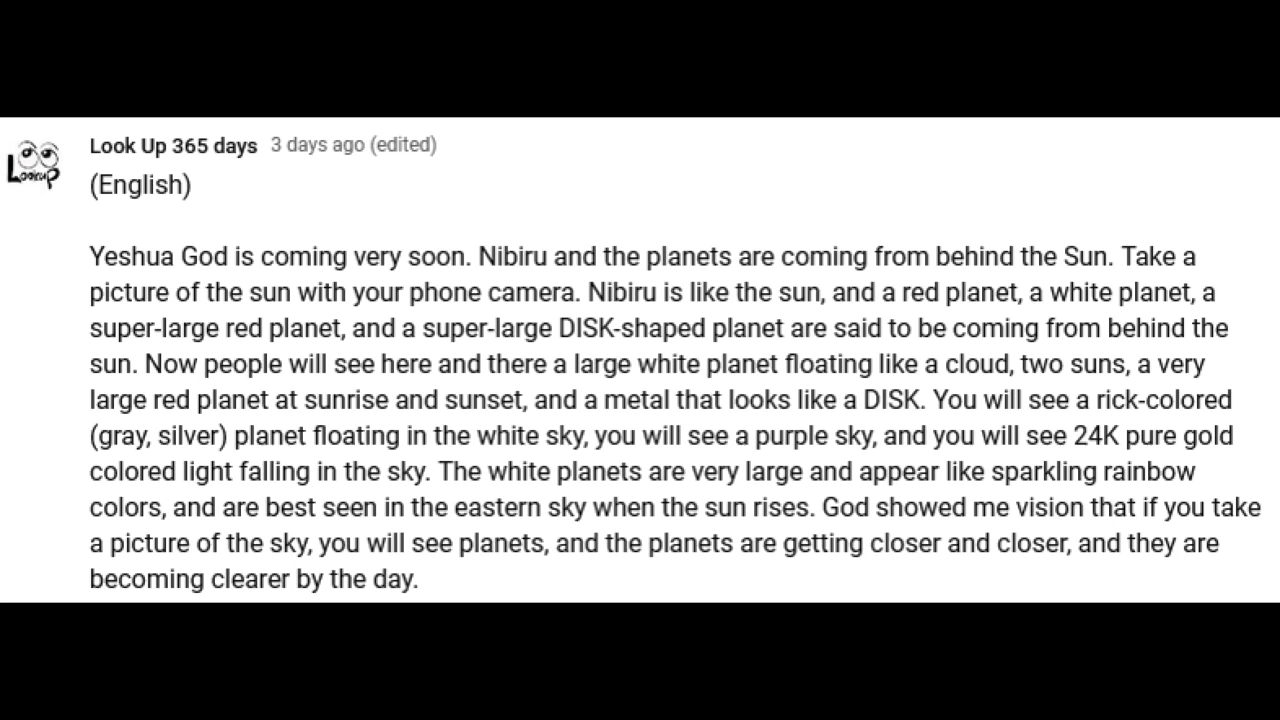 Lookup
Look Up 365 days 3 days ago (edited)
(English)
Yeshua God is coming very soon. Nibiru and the planets are coming from behind the Sun. Take a
picture of the sun with your phone camera. Nibiru is like the sun, and a red planet, a white planet, a
super-large red planet, and a super-large DISK-shaped planet are said to be coming from behind the
sun. Now people will see here and there a large white planet floating like a cloud, two suns, a very
large red planet at sunrise and sunset, and a metal that looks like a DISK. You will see a rick-colored
(gray, silver) planet floating in the white sky, you will see a purple sky, and you will see 24K pure gold
colored light falling in the sky. The white planets are very large and appear like sparkling rainbow
colors, and are best seen in the eastern sky when the sun rises. God showed me vision that if you take
a picture of the sky, you will see planets, and the planets are getting closer and closer, and they are
becoming clearer by the day.